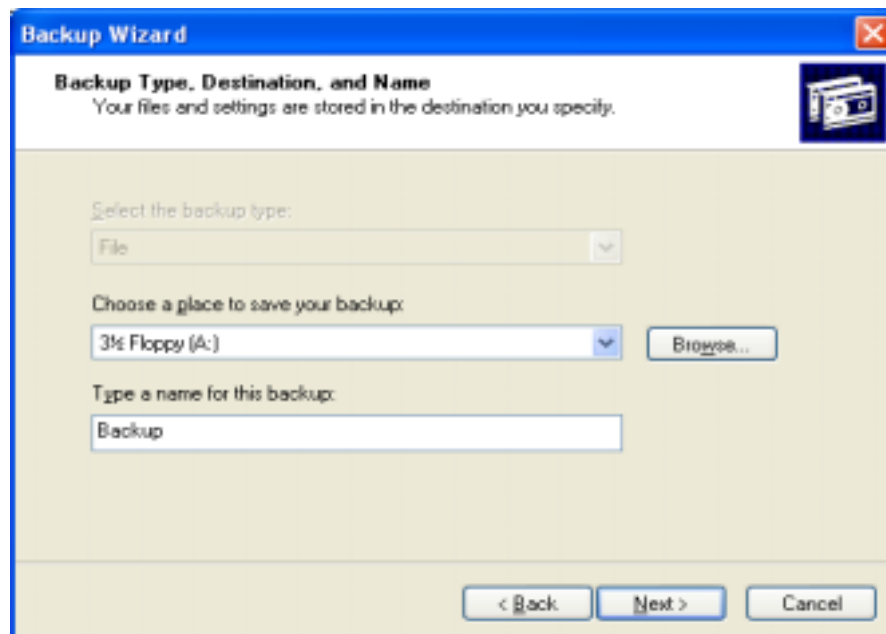 Backup Wizard
Backup Type, Destination, and Name
Your files and settings are stored in the destination you specify.
Select the backup type:
File
Choose a place to save your backup:
3½ Floppy (A:)
Browse...
Type a name for this backup:
Backup
< Back
Next >
Cancel